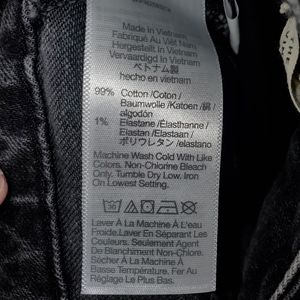 Made In Vietnam
Fabriqué Au Viêt Nam
Hergestellt In Vietnam
Vervaardigd In Vietnam
ベトナム製
hecho en vietnam
99% Cotton /Coton /
Baumwolle /Katoen /綿 /
algodón
1% Elastane /Élasthanne /
Elastan /Elastaan /
ポリウレタン /elastano
Machine Wash Cold With Like
Colors. Non-Chlorine Bleach
Only. Tumble Dry Low. Iron
On Lowest Setting.
Laver À La Machine À L'eau
Froide.Laver En Séparant Les
Couleurs. Seulement Agent
De Blanchiment Non Chloré.
Sécher À La Machine À
Basse Température. Fer Au
Réglage Le Plus Bas.